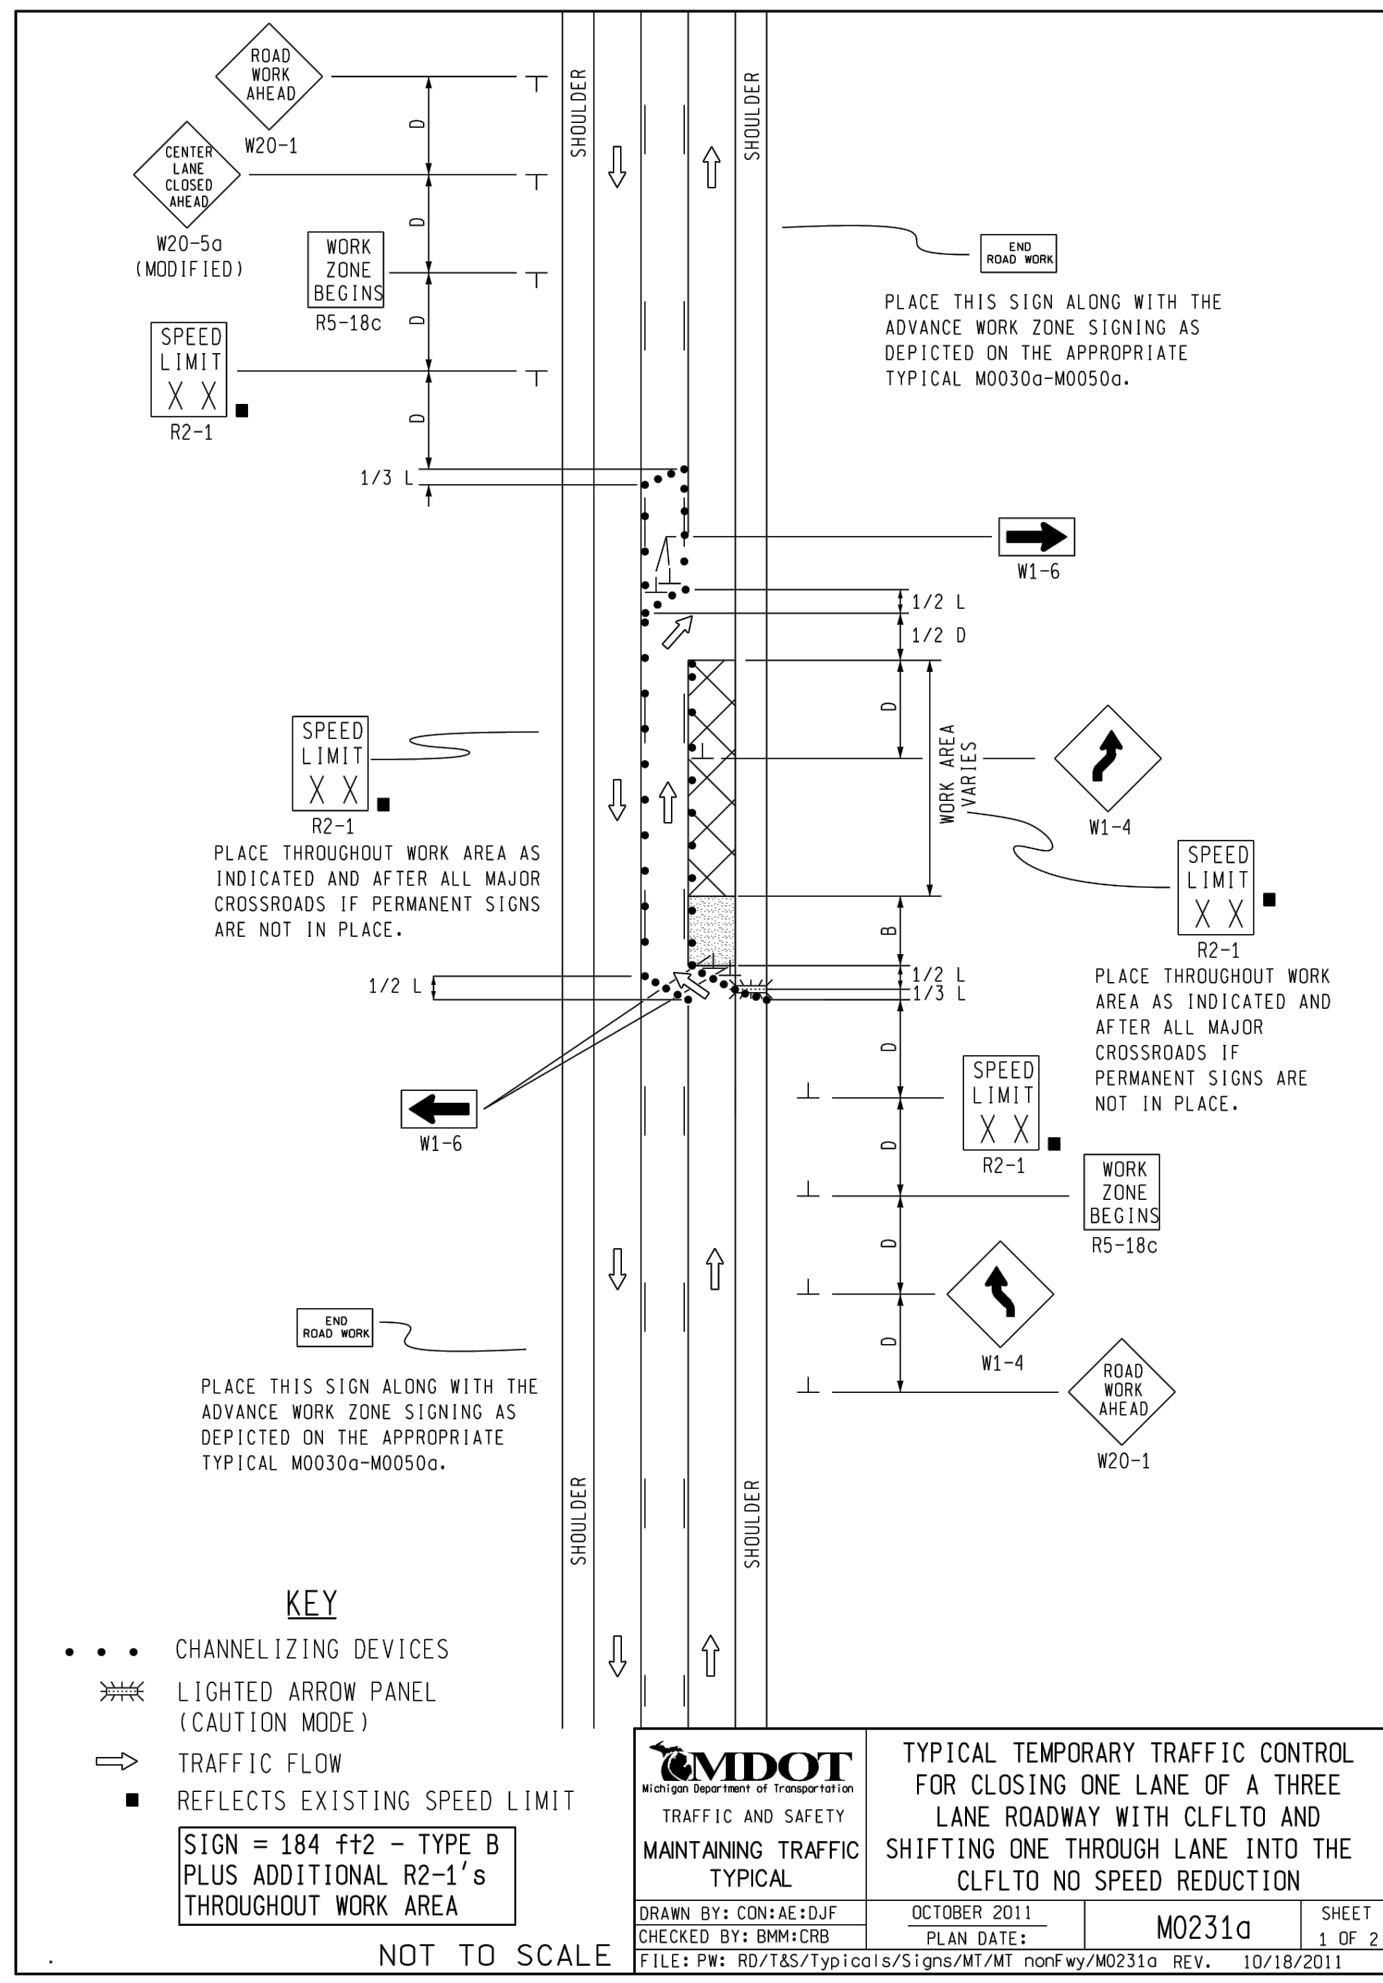 ROAD
WORK
AHEAD
W20-1
CENTER
LANE
CLOSED
AHEAD
W20-5a
(MODIFIED)
WORK
ZONE
BEGINS
R5-18c
SPEED
LIMIT
X X
R2-1
D
D
D
D
1/3 L
SHOULDER
SHOULDER
END
ROAD WORK
PLACE THIS SIGN ALONG WITH THE
ADVANCE WORK ZONE SIGNING AS
DEPICTED ON THE APPROPRIATE
TYPICAL M0030a-M0050a.
W1-6
1/2 L
1/2 D
D
WORK AREA
VARIES
W1-4
SPEED
LIMIT
X X
R2-1
PLACE THROUGHOUT WORK AREA AS
INDICATED AND AFTER ALL MAJOR
CROSSROADS IF PERMANENT SIGNS
ARE NOT IN PLACE.
SPEED
LIMIT
X X
R2-1
PLACE THROUGHOUT WORK
AREA AS INDICATED AND
AFTER ALL MAJOR
CROSSROADS IF
PERMANENT SIGNS ARE
NOT IN PLACE.
B
1/2 L
1/3 L
1/2 L
W1-6
D
D
D
D
SPEED
LIMIT
X X
R2-1
WORK
ZONE
BEGINS
R5-18c
W1-4
ROAD
WORK
AHEAD
W20-1
END
ROAD WORK
PLACE THIS SIGN ALONG WITH THE
ADVANCE WORK ZONE SIGNING AS
DEPICTED ON THE APPROPRIATE
TYPICAL M0030a-M0050a.
SHOULDER
SHOULDER
KEY
CHANNELIZING DEVICES
LIGHTED ARROW PANEL
(CAUTION MODE)
TRAFFIC FLOW
REFLECTS EXISTING SPEED LIMIT
SIGN = 184 ft2 - TYPE B
PLUS ADDITIONAL R2-1's
THROUGHOUT WORK AREA
NOT TO SCALE
MDOT
Michigan Department of Transportation
TRAFFIC AND SAFETY
MAINTAINING TRAFFIC
TYPICAL
TYPICAL TEMPORARY TRAFFIC CONTROL
FOR CLOSING ONE LANE OF A THREE
LANE ROADWAY WITH CLFLTO AND
SHIFTING ONE THROUGH LANE INTO THE
CLFLTO NO SPEED REDUCTION
DRAWN BY: CON:AE:DJF
CHECKED BY: BMM:CRB
OCTOBER 2011
PLAN DATE:
M0231a
SHEET
1 OF 2
FILE: PW: RD/T&S/Typicals/Signs/MT/MT nonFwy/M0231a REV. 10/18/2011